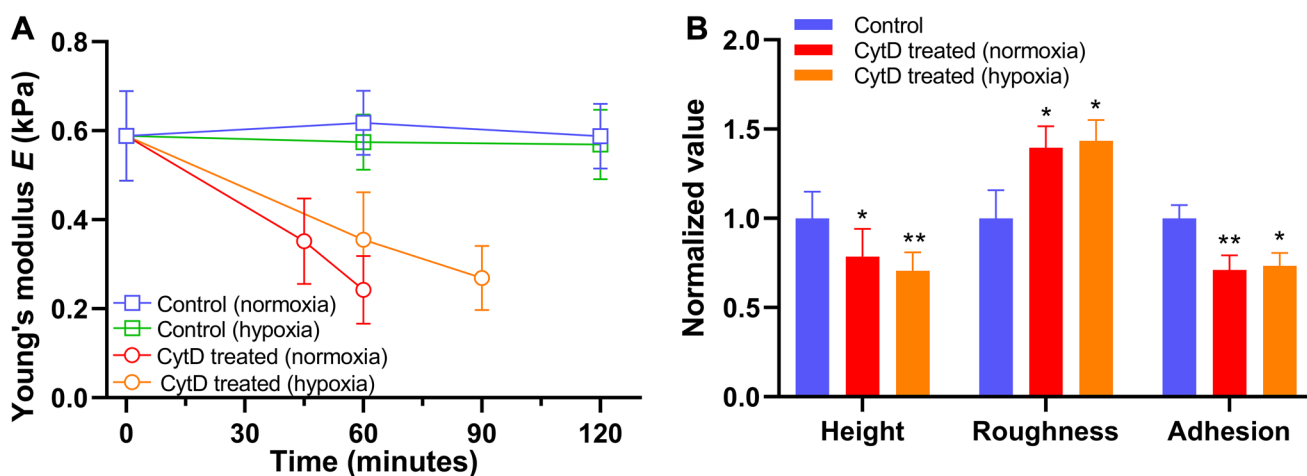 A
Young's modulus E (kPa)
0.8
0.6
0.4
0.2
0.0
Control (normoxia)
Control (hypoxia)
CytD treated (normoxia)
CytD treated (hypoxia)
0 30 60 90 120
Time (minutes)
B
Control
CytD treated (normoxia)
CytD treated (hypoxia)
Normalized value
2.0
1.5
1.0
0.5
0.0
* **
* *
** *
Height Roughness Adhesion